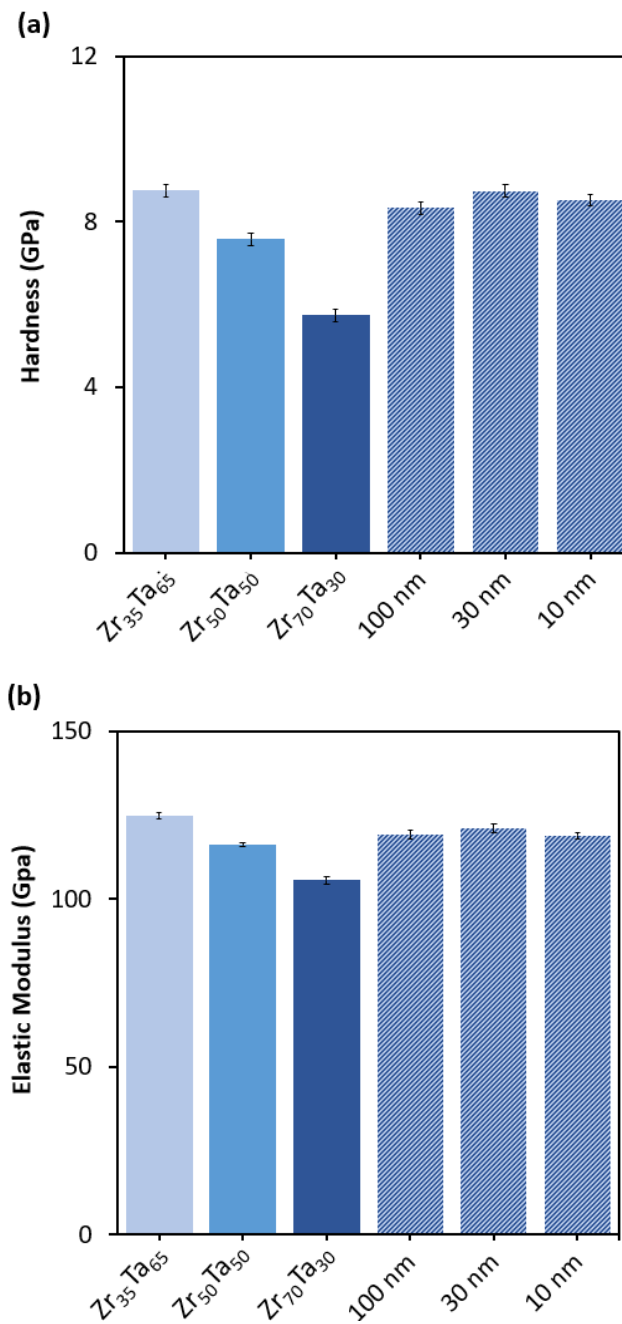 (a)
12
8
4
0
Hardness (GPa)
Zr₃₅Ta₆₅
Zr₅₀Ta₅₀
Zr₇₀Ta₃₀
100 nm
30 nm
10 nm
(b)
150
100
50
0
Elastic Modulus (Gpa)
Zr₃₅Ta₆₅
Zr₅₀Ta₅₀
Zr₇₀Ta₃₀
100 nm
30 nm
10 nm